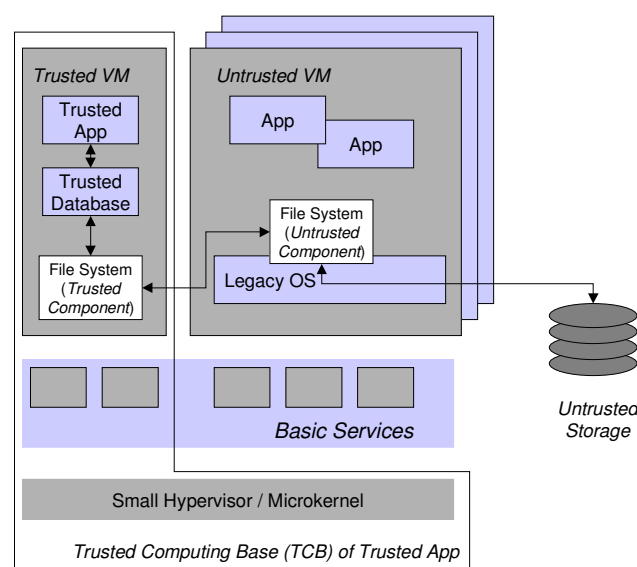 Trusted VM
Trusted
App
Trusted
Database
File System
(Trusted
Component)
Untrusted VM
App
App
File System
(Untrusted
Component)
Legacy OS
Untrusted
Storage
Basic Services
Small Hypervisor / Microkernel
Trusted Computing Base (TCB) of Trusted App